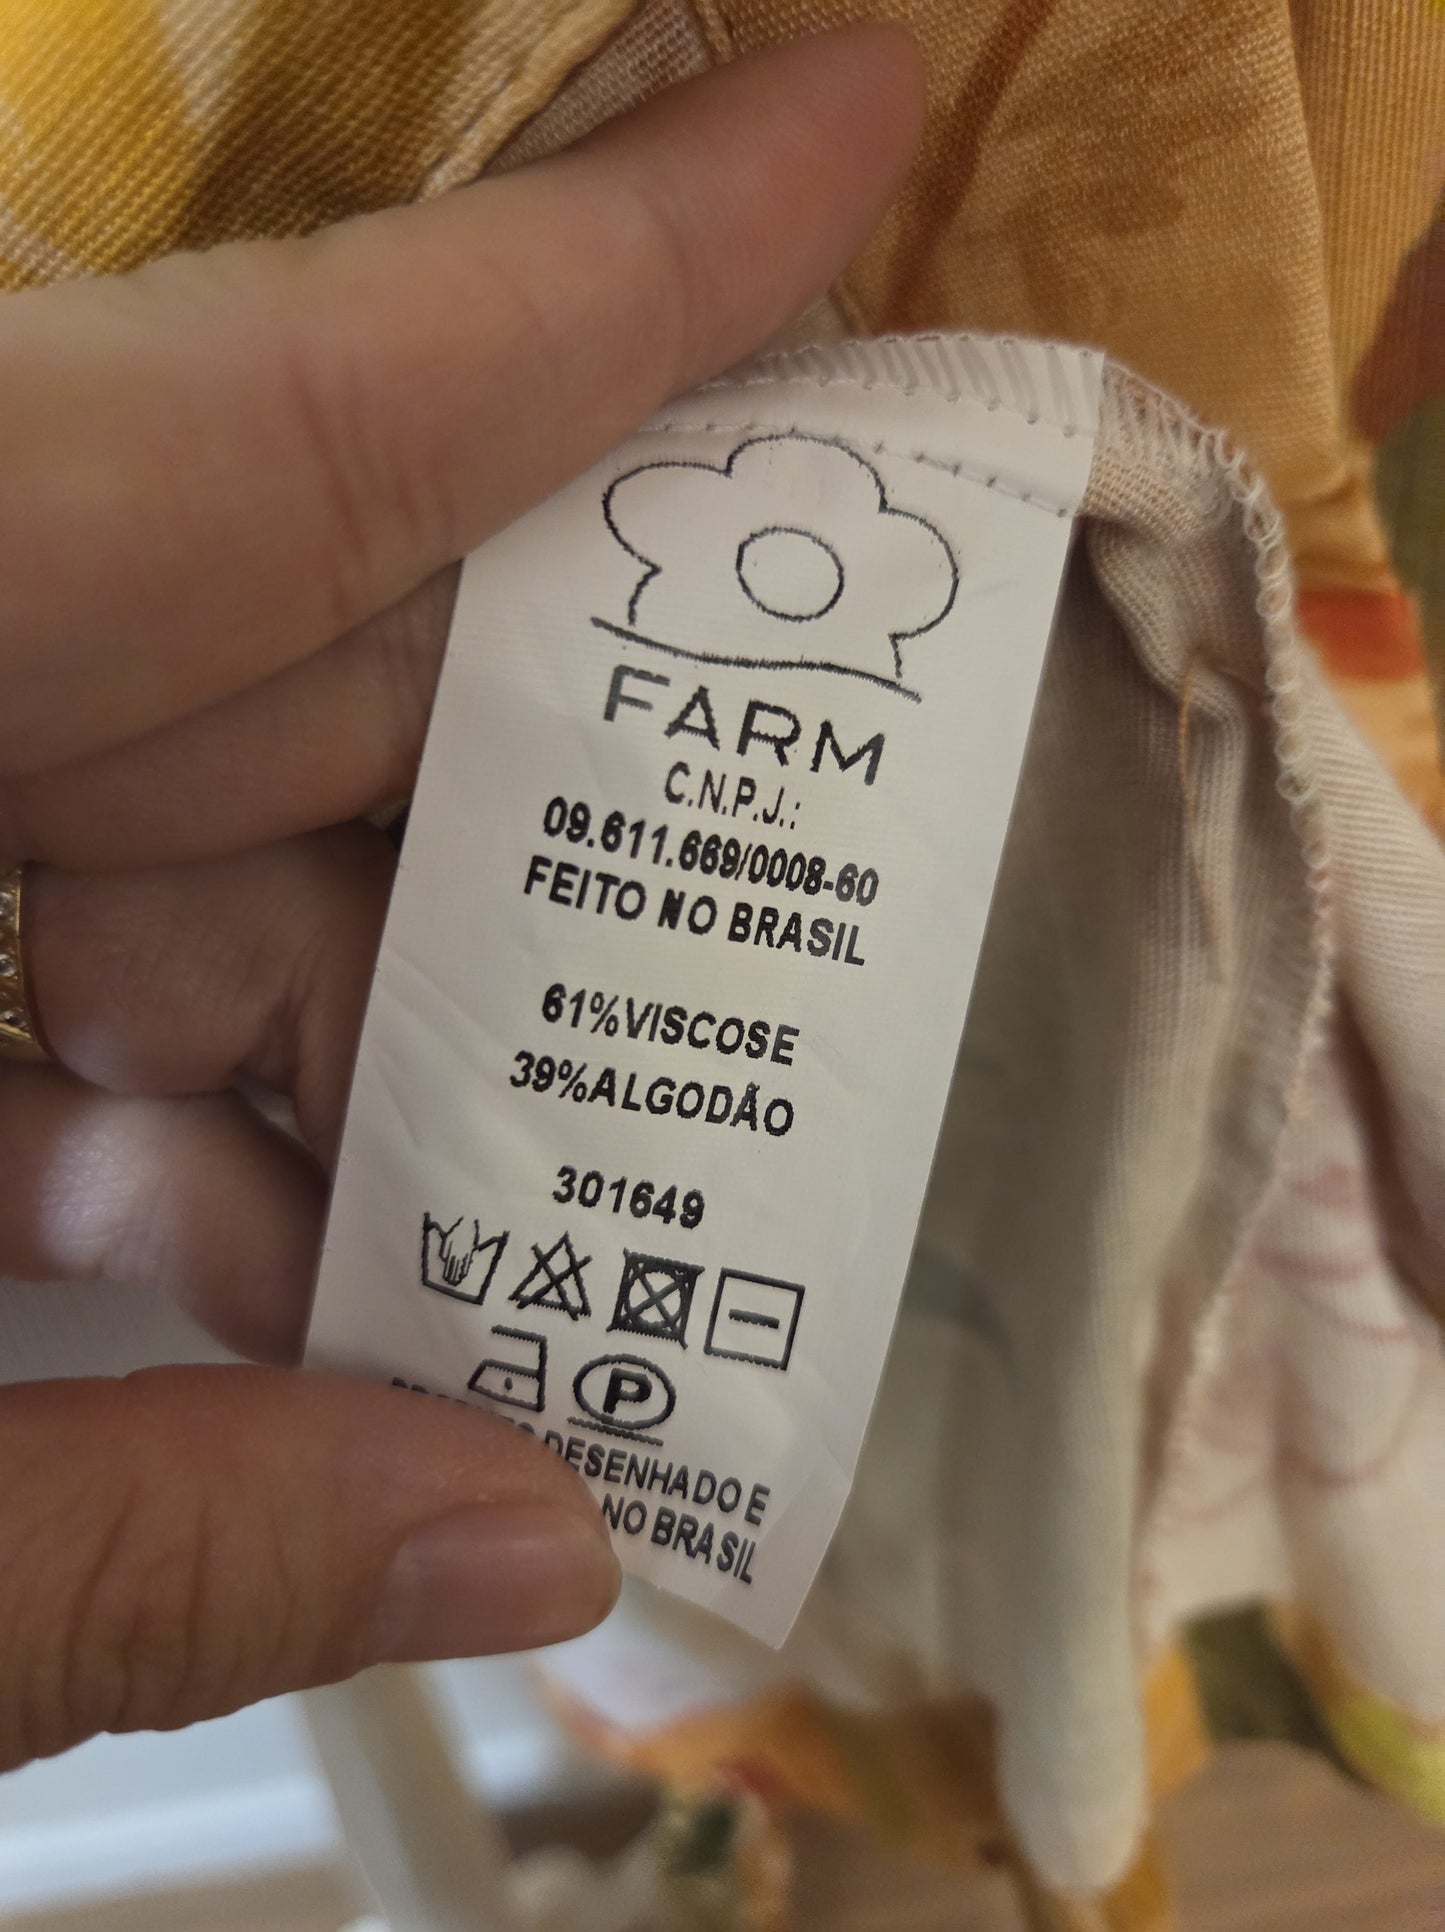 FARM
C.N.P.J.:
09.611.669/0008-60
FEITO NO BRASIL
61%VISCOSE
39%ALGODÃO
301649
P
DESENHADO E
NO BRASIL